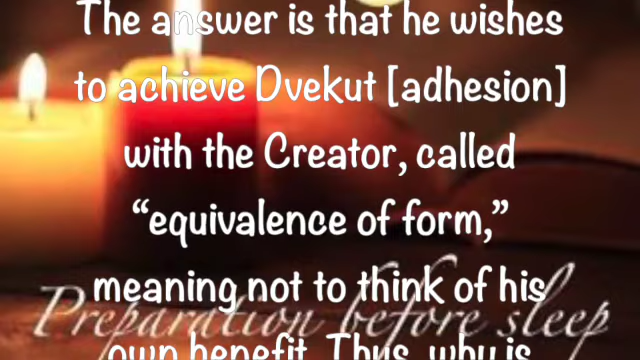 The answer is that he wishes
to achieve Dvekut [adhesion]
with the Creator, called
“equivalence of form,”
meaning not to think of his
Preparation before sleep
own benefit. Thus, why is